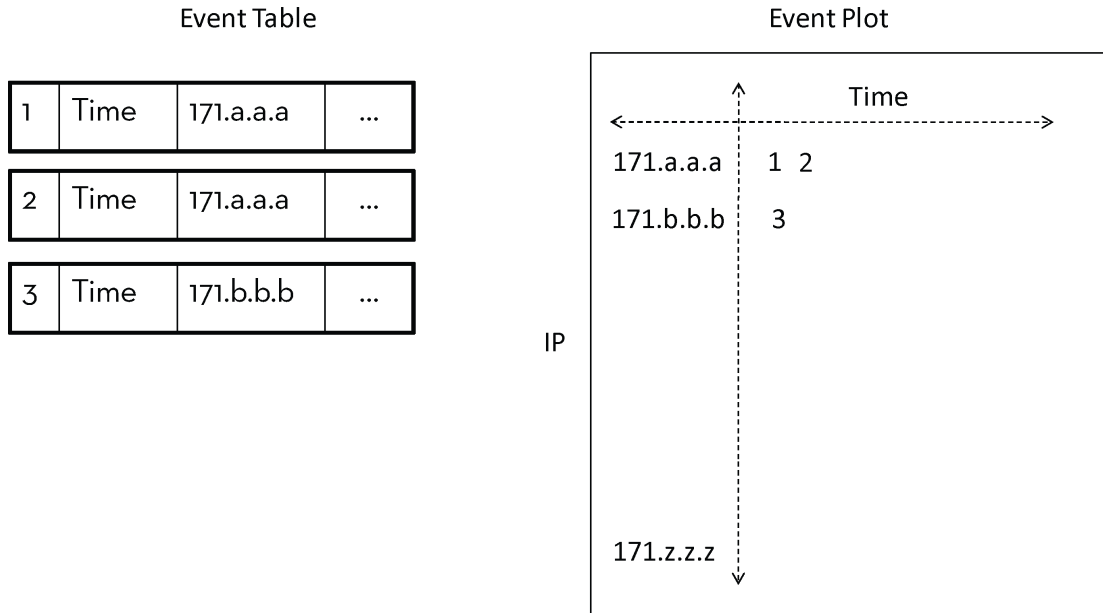 Event Table
1 Time 171.a.a.a ...
2 Time 171.a.a.a ...
3 Time 171.b.b.b ...
Event Plot
Time
171.a.a.a 1 2
171.b.b.b 3
IP
171.z.z.z